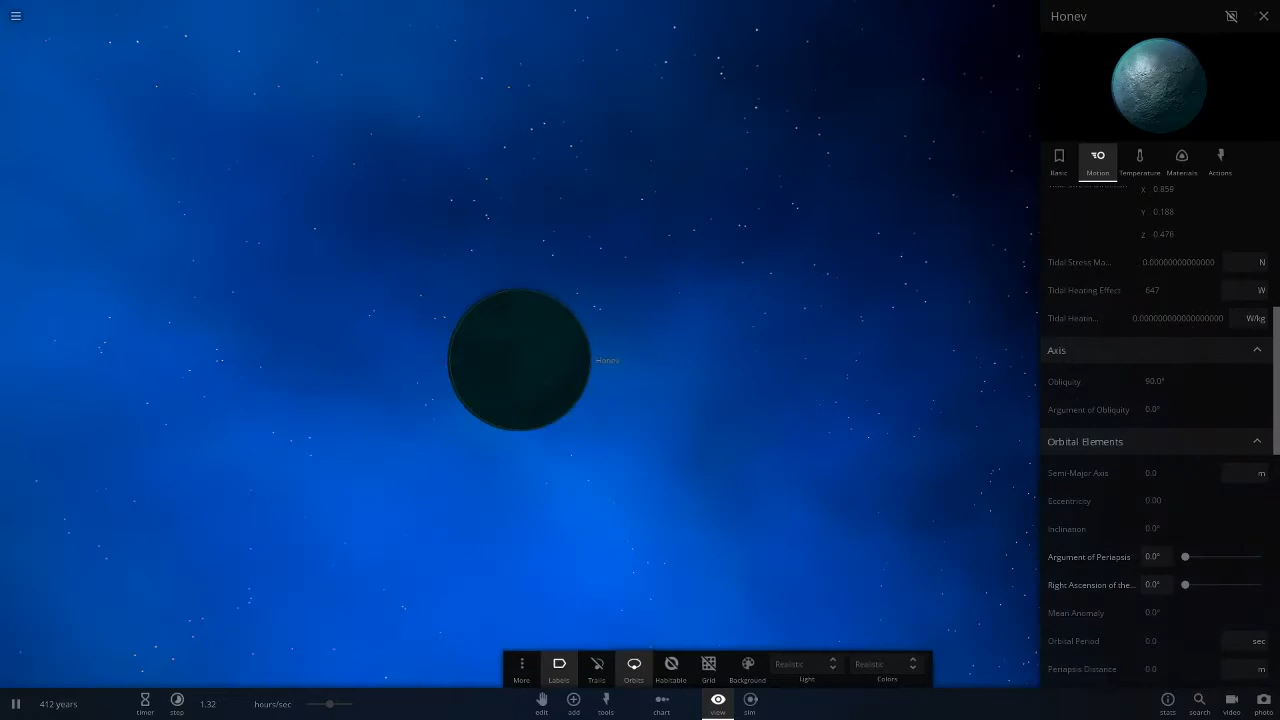 Honev
Basic
Motion
Temperature
Materials
Actions
x 0.859
y 0.188
z 0.476
Tidal Stress Ma... 0.00000000000000 N
Tidal Heating Effect 647 W
Tidal Heatin... 0.000000000000000000 W/kg
Axis
Obliquity 90.0°
Argument of Obliquity 0.0°
Orbital Elements
Semi-Major Axis 0.0 m
Eccentricity 0.00
Inclination 0.0°
Argument of Periapsis 0.0°
Right Ascension of the... 0.0°
Mean Anomaly 0.0°
Orbital Period 0.0 sec
Periapsis Distance 0.0 m
Honev
More
Labels
Trails
Orbits
Habitable
Grid
Background
Realistic
Light
Realistic
Colors
412 years
timer
step
1.32 hours/sec
edit
add
tools
chart
view
sim
stats
search
video
photo